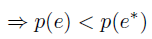 ⇒ p(e) < p(e*)